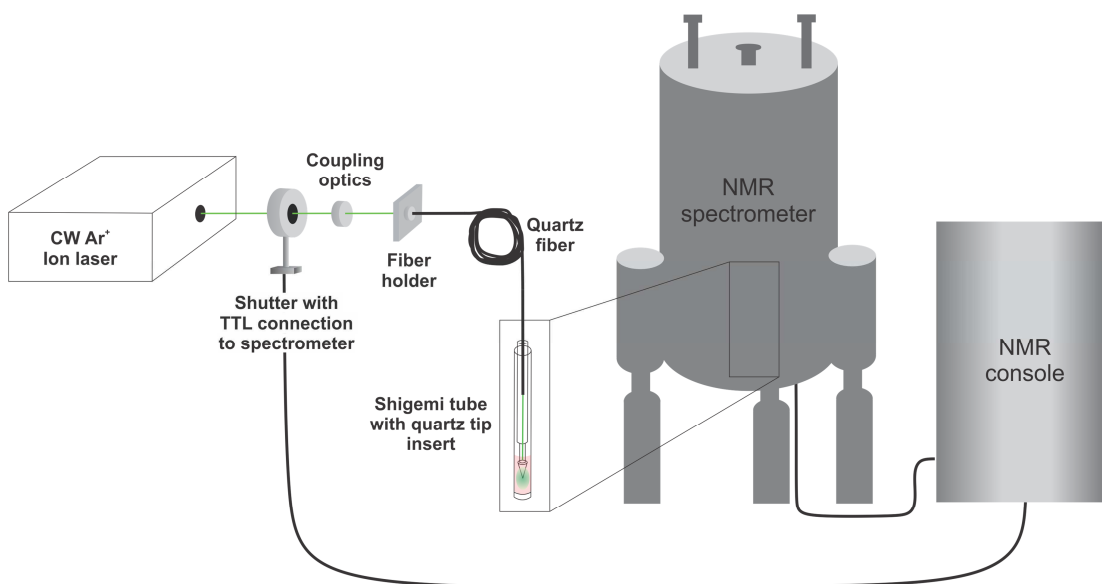 CW Ar⁺
Ion laser
Coupling
optics
Fiber
holder
Quartz
fiber
Shutter with
TTL connection
to spectrometer
Shigemi tube
with quartz tip
insert
NMR
spectrometer
NMR
console